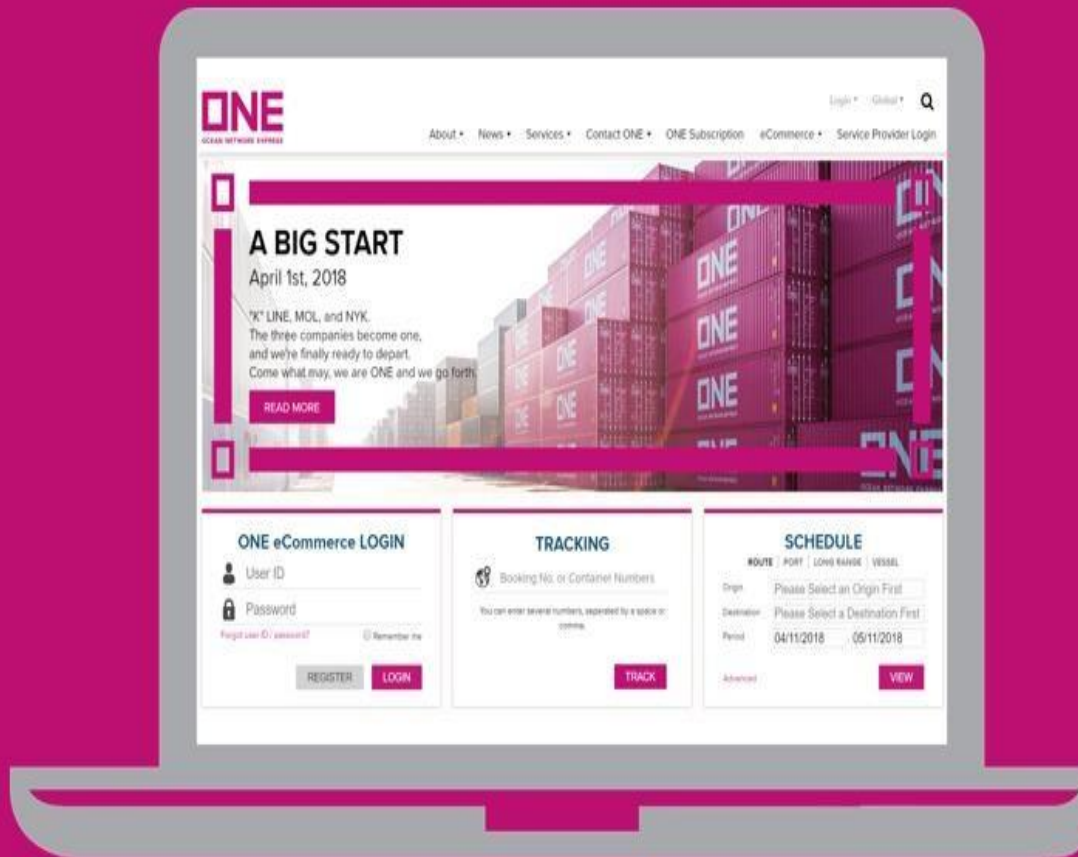 ONE
OCEAN NETWORK EXPRESS
Login
Global
About
News
Services
Contact ONE
ONE Subscription
eCommerce
Service Provider Login
A BIG START
April 1st, 2018
"K" LINE, MOL, and NYK.
The three companies become one,
and we're finally ready to depart.
Come what may, we are ONE and we go forth.
READ MORE
ONE
ONE
ONE
ONE
ONE
ONE
ONE
ONE eCommerce LOGIN
User ID
Password
Forgot user ID / password?
Remember me
REGISTER
LOGIN
TRACKING
Booking No. or Container Numbers
You can enter several numbers, seperated by a space or
comma.
TRACK
SCHEDULE
ROUTE | PORT | LONG RANGE | VESSEL
Origin
Please Select an Origin First
Destination
Please Select a Destination First
Period
04/11/2018
05/11/2018
Advanced
VIEW